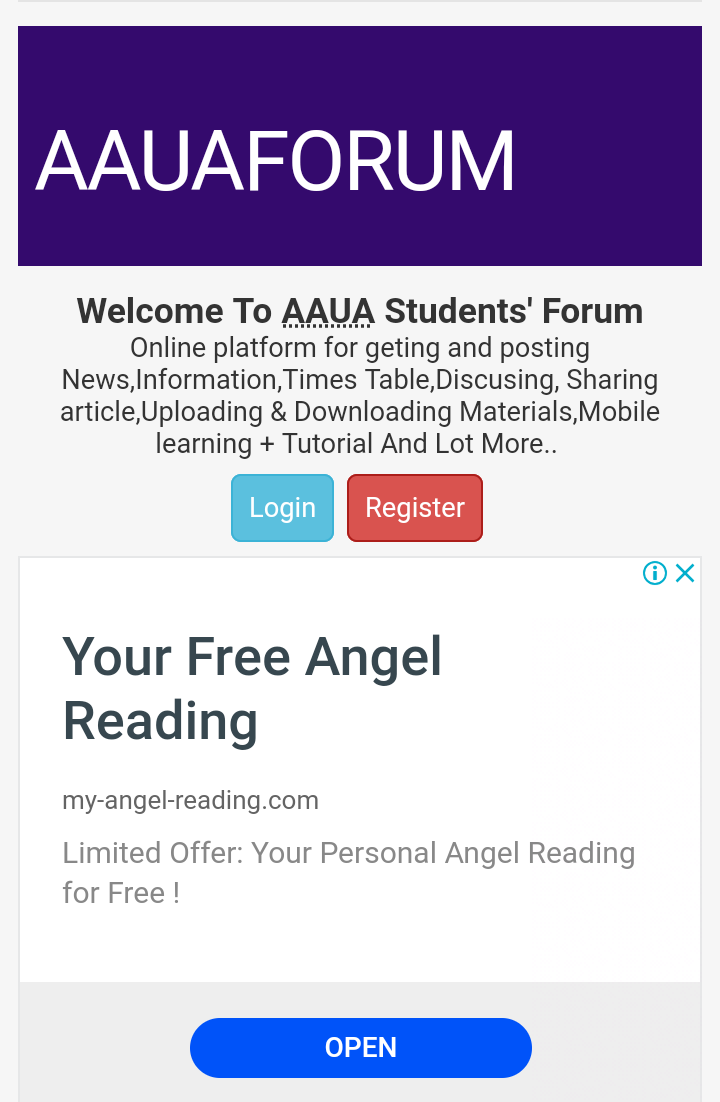 AAUAFORUM
Welcome To AAUA Students' Forum
Online platform for geting and posting
News,Information,Times Table,Discusing, Sharing
article,Uploading & Downloading Materials,Mobile
learning + Tutorial And Lot More..
Login Register
Your Free Angel
Reading
my-angel-reading.com
Limited Offer: Your Personal Angel Reading
for Free !
OPEN